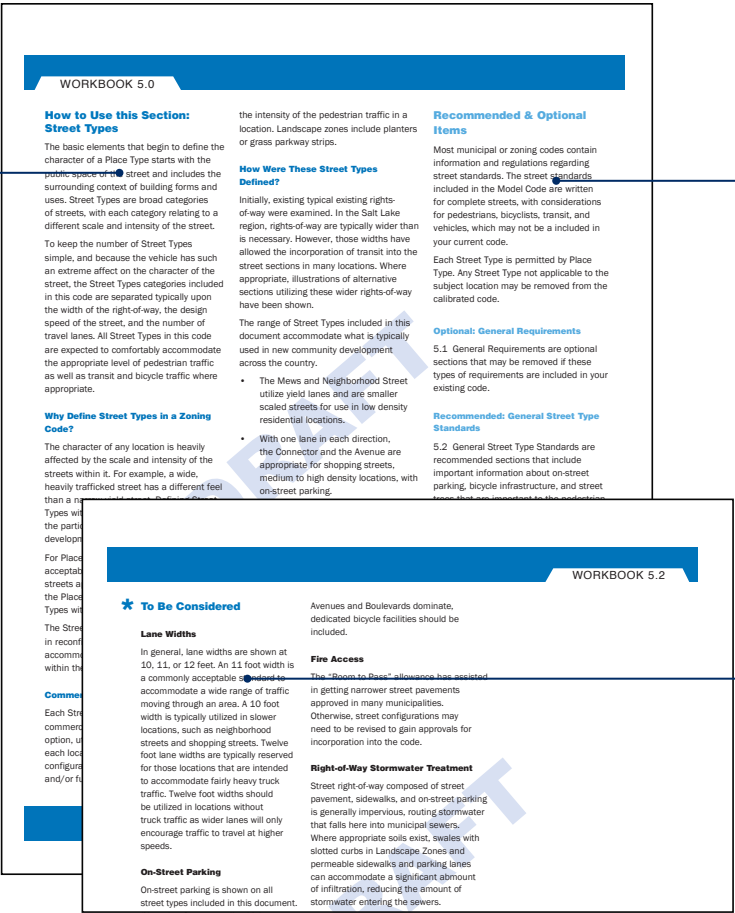 WORKBOOK 5.0
How to Use this Section:
Street Types
The basic elements that begin to define the
character of a Place Type starts with the
public space of the street and includes the
surrounding context of building forms and
uses. Street Types are broad categories
of streets, with each category relating to a
different scale and intensity of the street.
To keep the number of Street Types
simple, and because the vehicle has such
an extreme affect on the character of the
street, the Street Types categories included
in this code are separated typically upon
the width of the right-of-way, the design
speed of the street, and the number of
travel lanes. All Street Types in this code
are expected to comfortably accommodate
the appropriate level of pedestrian traffic
as well as transit and bicycle traffic where
appropriate.
Why Define Street Types in a Zoning
Code?
The character of any location is heavily
affected by the scale and intensity of the
streets within it. For example, a wide,
heavily trafficked street has a different feel
than a narrow yield street. Defining Street
Types wit
the partic
developm
For Place
acceptab
streets a
the Place
Types wit
The Stree
in reconf
accommo
within the
Commer
Each Stre
commerc
option, u
each loca
configura
and/or fu
the intensity of the pedestrian traffic in a
location. Landscape zones include planters
or grass parkway strips.
How Were These Street Types
Defined?
Initially, existing typical existing rights-
of-way were examined. In the Salt Lake
region, rights-of-way are typically wider than
is necessary. However, those widths have
allowed the incorporation of transit into the
street sections in many locations. Where
appropriate, illustrations of alternative
sections utilizing these wider rights-of-way
have been shown.
The range of Street Types included in this
document accommodate what is typically
used in new community development
across the country.
• The Mews and Neighborhood Street
utilize yield lanes and are smaller
scaled streets for use in low density
residential locations.
• With one lane in each direction,
the Connector and the Avenue are
appropriate for shopping streets,
medium to high density locations, with
on-street parking.
Recommended & Optional
Items
Most municipal or zoning codes contain
information and regulations regarding
street standards. The street standards
included in the Model Code are written
for complete streets, with considerations
for pedestrians, bicyclists, transit, and
vehicles, which may not be a included in
your current code.
Each Street Type is permitted by Place
Type. Any Street Type not applicable to the
subject location may be removed from the
calibrated code.
Optional: General Requirements
5.1 General Requirements are optional
sections that may be removed if these
types of requirements are included in your
existing code.
Recommended: General Street Type
Standards
5.2 General Street Type Standards are
recommended sections that include
important information about on-street
parking, bicycle infrastructure, and street
trees that are important to the pedestrian
DRAFT
WORKBOOK 5.2
* To Be Considered
Lane Widths
In general, lane widths are shown at
10, 11, or 12 feet. An 11 foot width is
a commonly acceptable standard to
accommodate a wide range of traffic
moving through an area. A 10 foot
width is typically utilized in slower
locations, such as neighborhood
streets and shopping streets. Twelve
foot lane widths are typically reserved
for those locations that are intended
to accommodate fairly heavy truck
traffic. Twelve foot widths should
be utilized in locations without
truck traffic as wider lanes will only
encourage traffic to travel at higher
speeds.
On-Street Parking
On-street parking is shown on all
street types included in this document.
Avenues and Boulevards dominate,
dedicated bicycle facilities should be
included.
Fire Access
The "Room to Pass" allowance has assisted
in getting narrower street pavements
approved in many municipalities.
Otherwise, street configurations may
need to be revised to gain approvals for
incorporation into the code.
Right-of-Way Stormwater Treatment
Street right-of-way composed of street
pavement, sidewalks, and on-street parking
is generally impervious, routing stormwater
that falls here into municipal sewers.
Where appropriate soils exist, swales with
slotted curbs in Landscape Zones and
permeable sidewalks and parking lanes
can accommodate a significant abmount
of infiltration, reducing the amount of
stormwater entering the sewers.
RAFT